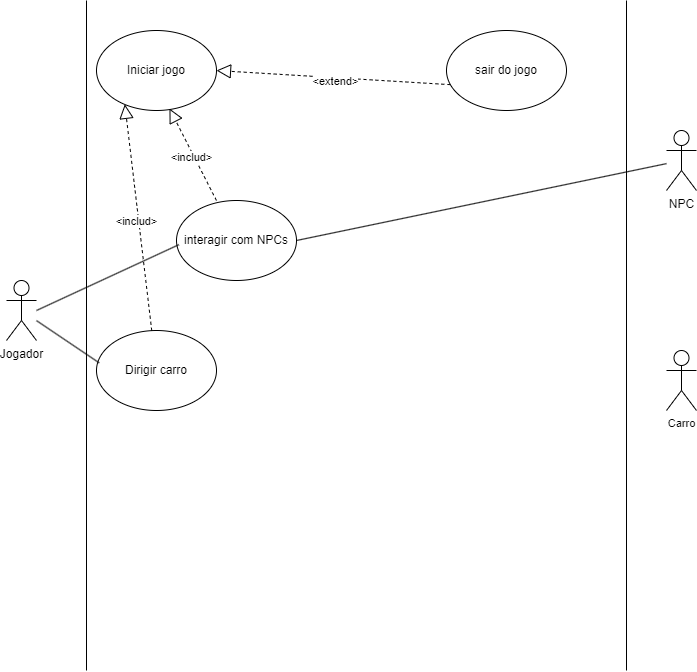 Iniciar jogo
sair do jogo
<extend>
<includ>
NPC
<includ>
interagir com NPCs
Jogador
Dirigir carro
Carro